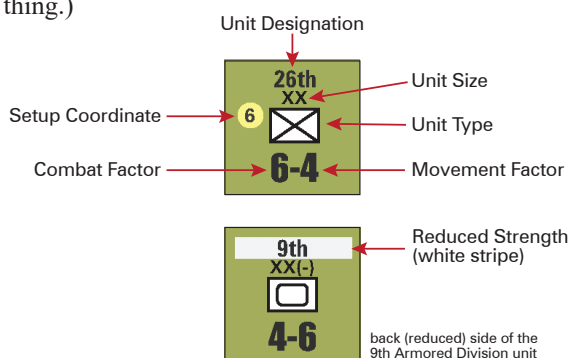 thing.)
Unit Designation
26th
XX
Unit Size
Setup Coordinate
6
Unit Type
Combat Factor
6-4
Movement Factor
9th
Reduced Strength
(white stripe)
XX(-)
4-6
back (reduced) side of the
9th Armored Division unit